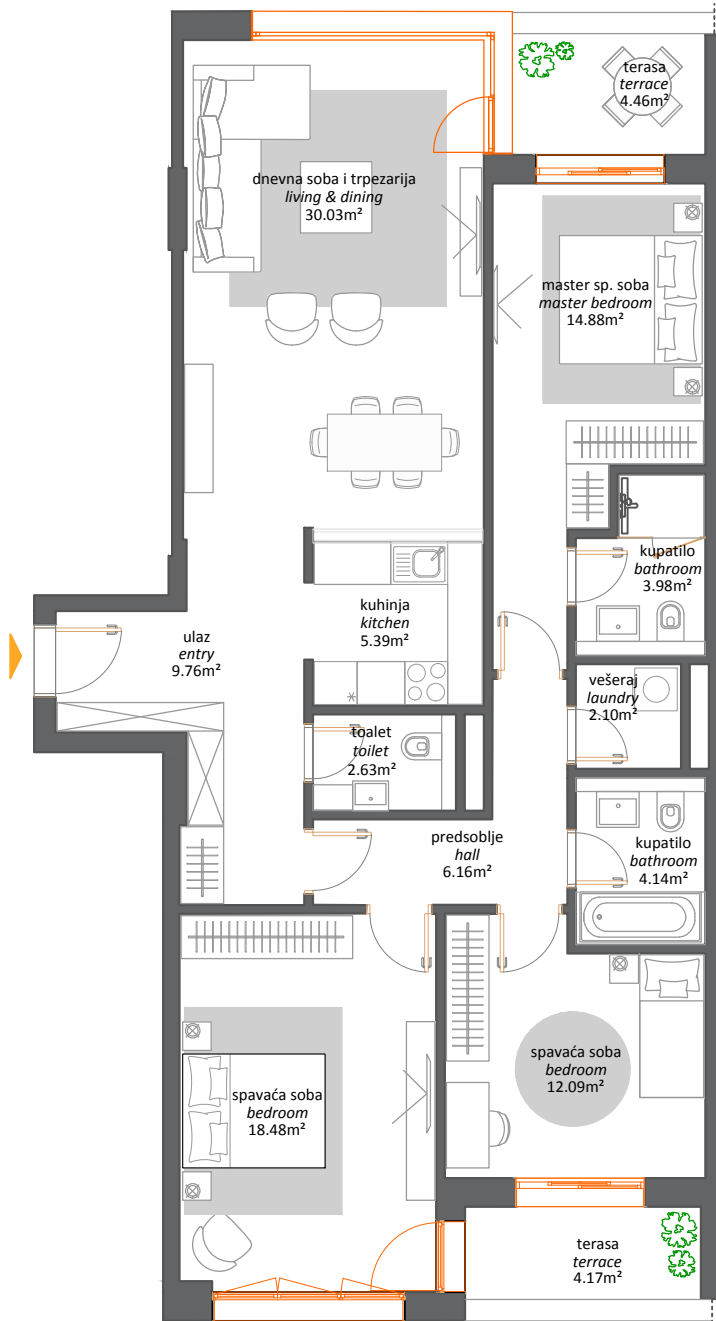 terasa
terrace
4.46m²
dnevna soba i trpezarija
living & dining
30.03m²
master sp. soba
master bedroom
14.88m²
kupatilo
bathroom
3.98m²
kuhinja
kitchen
5.39m²
ulaz
entry
9.76m²
vešeraj
laundry
2.10m²
toalet
toilet
2.63m²
predsoblje
hall
6.16m²
kupatilo
bathroom
4.14m²
spavaća soba
bedroom
12.09m²
spavaća soba
bedroom
18.48m²
terasa
terrace
4.17m²